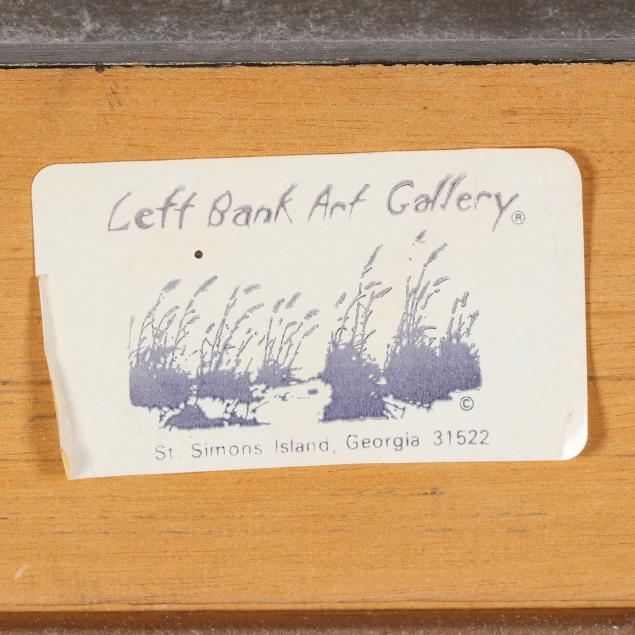 Left Bank Art Gallery ®
©
St. Simons Island, Georgia 31522